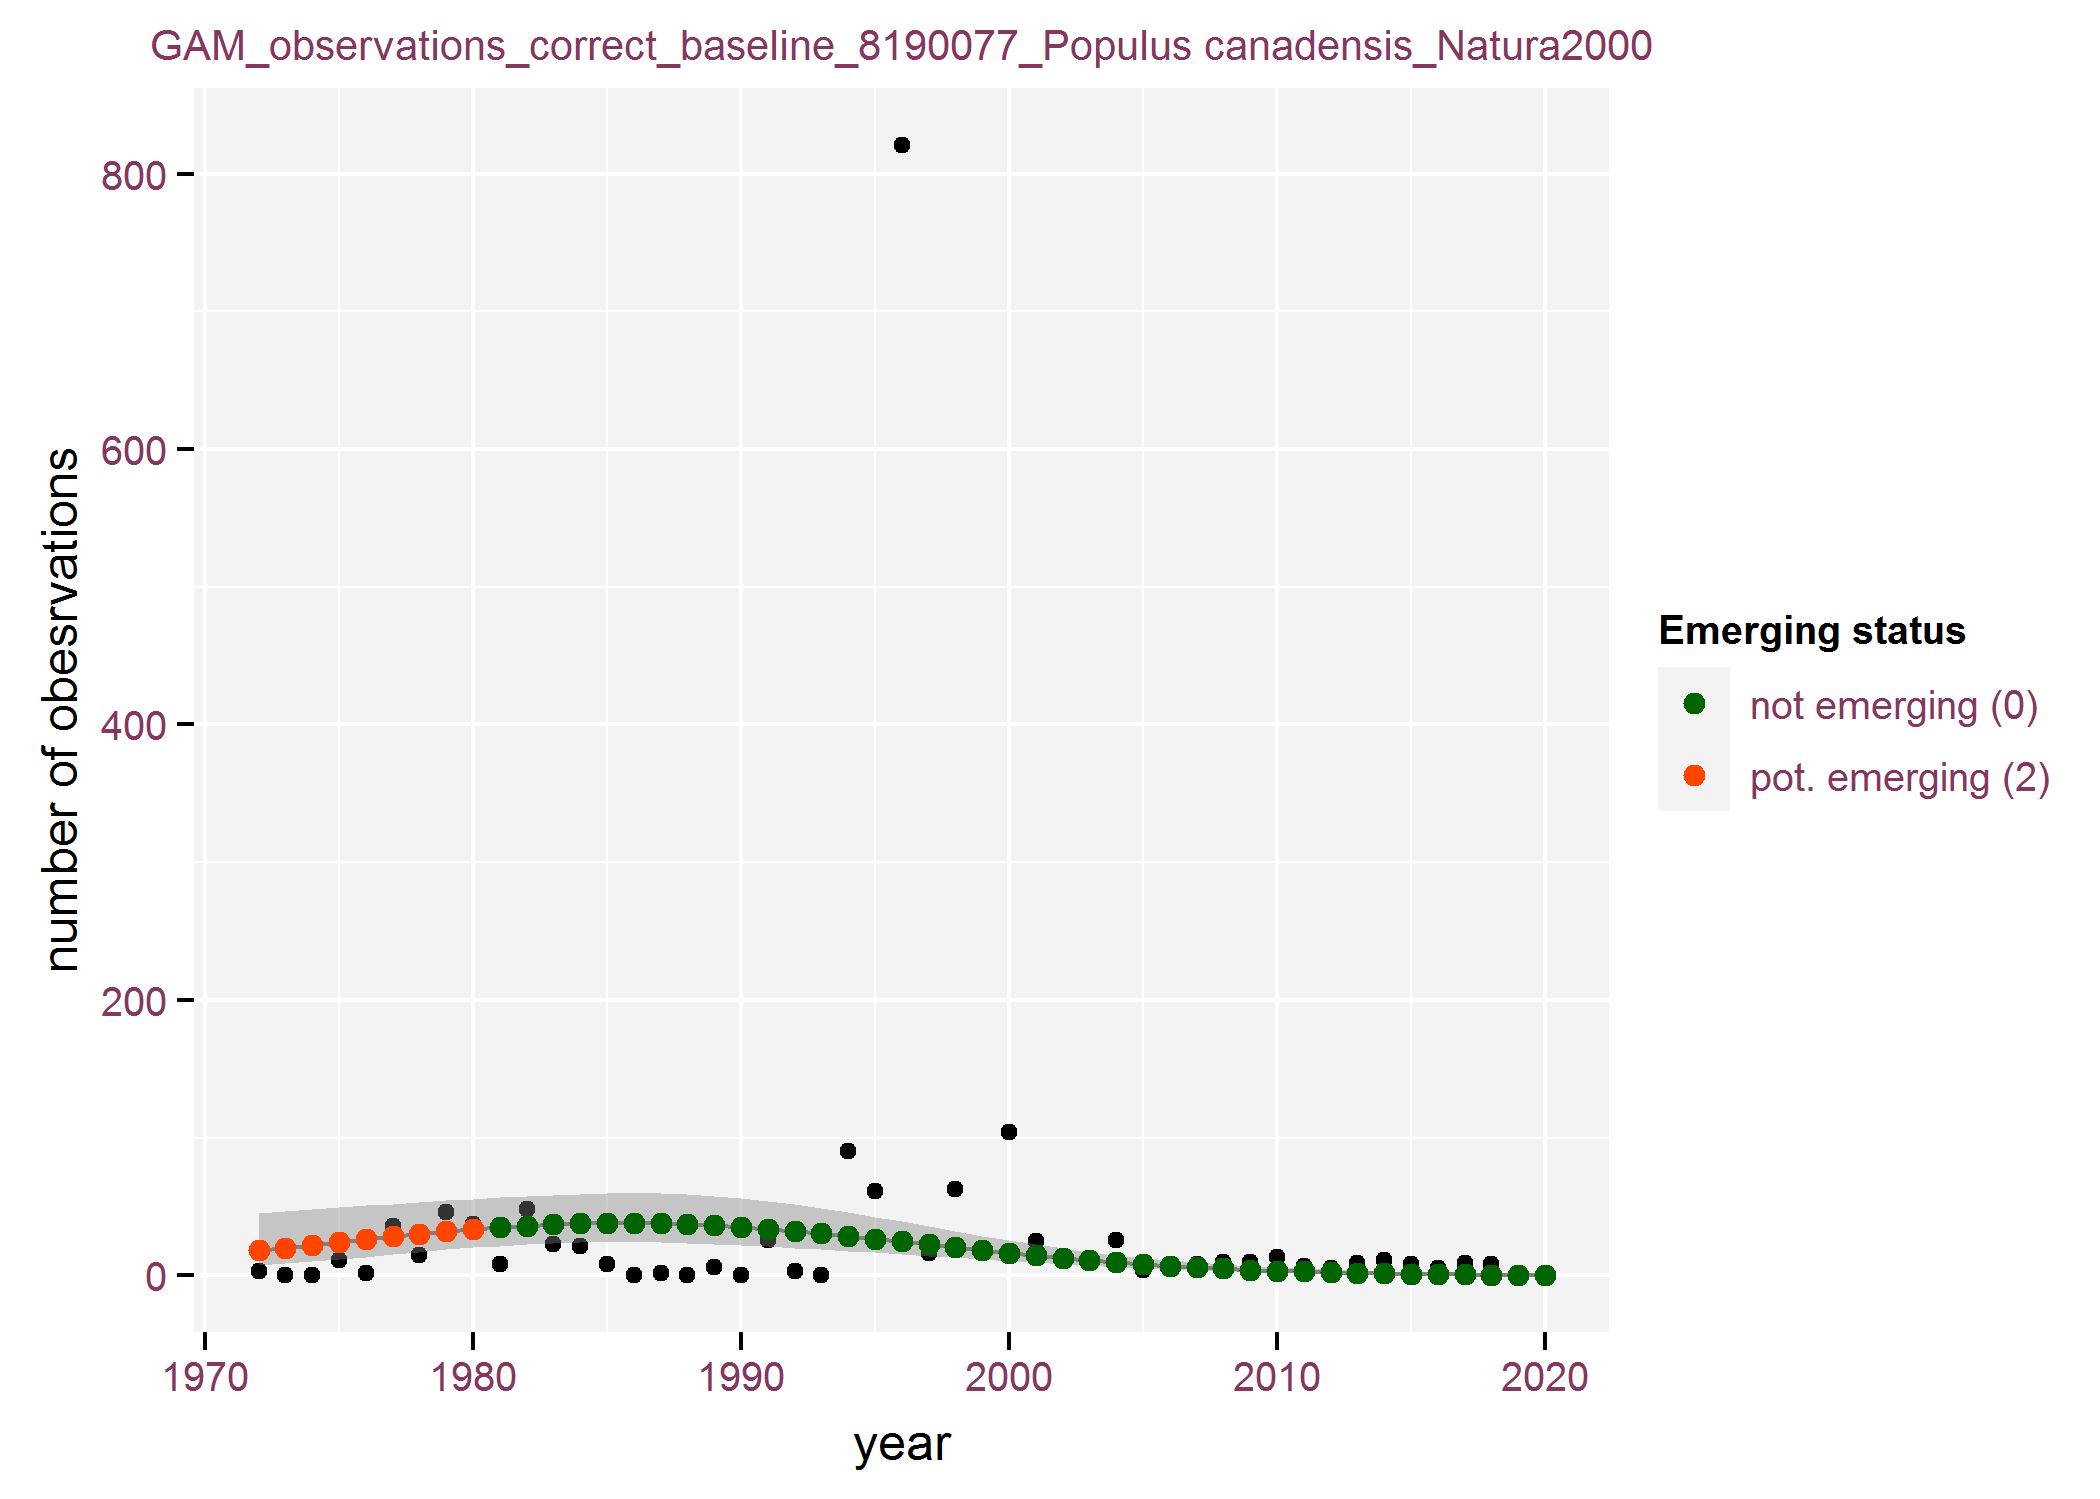 GAM_observations_correct_baseline_8190077_Populus canadensis_Natura2000
800
600
400
200
0
number of obesrvations
1970 1980 1990 2000 2010 2020
year
Emerging status
not emerging (0)
pot. emerging (2)